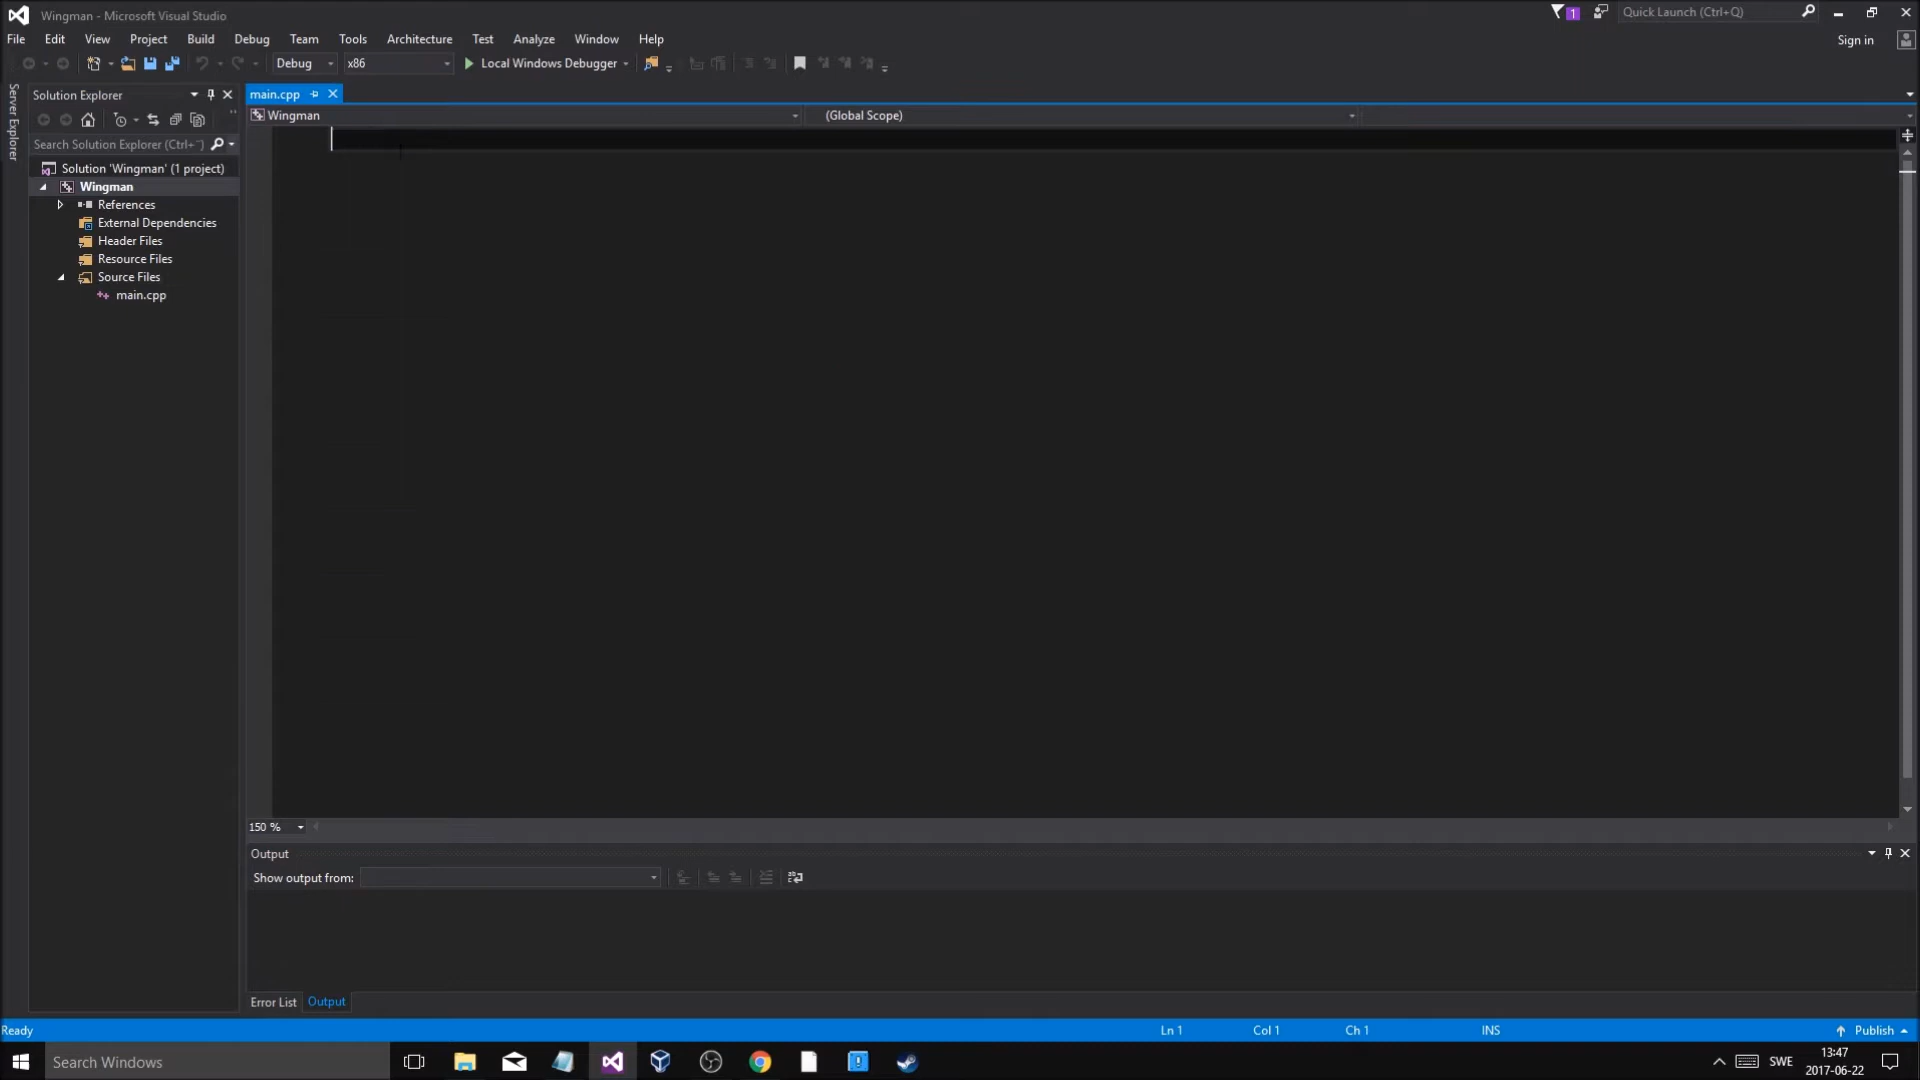 Wingman - Microsoft Visual Studio
1
Quick Launch (Ctrl+Q)
File Edit View Project Build Debug Team Tools Architecture Test Analyze Window Help
Sign in
Debug x86 Local Windows Debugger
Server Explorer
Solution Explorer
main.cpp
Wingman
(Global Scope)
Search Solution Explorer (Ctrl+¨)
Solution 'Wingman' (1 project)
Wingman
References
External Dependencies
Header Files
Resource Files
Source Files
main.cpp
150 %
Output
Show output from:
Error List Output
Ready
Ln 1 Col 1 Ch 1 INS
Publish
Search Windows
SWE
13:47
2017-06-22